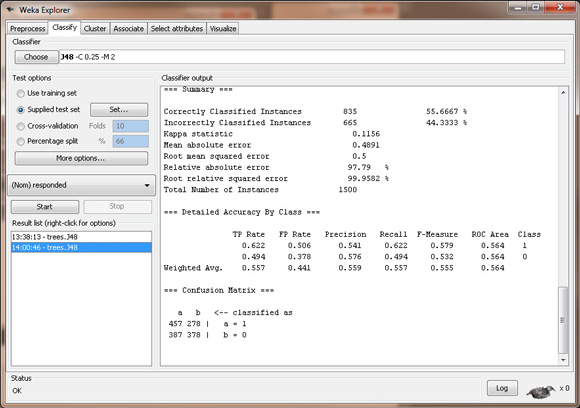 Weka Explorer
Preprocess Classify Cluster Associate Select attributes Visualize
Classifier
Choose J48 -C 0.25 -M 2
Test options
Use training set
Supplied test set Set...
Cross-validation Folds 10
Percentage split % 66
More options...
(Nom) responded
Start Stop
Result list (right-click for options)
13:38:13 - trees.J48
14:00:46 - trees.J48
Classifier output
=== Summary ===
Correctly Classified Instances 835 55.6667 %
Incorrectly Classified Instances 665 44.3333 %
Kappa statistic 0.1156
Mean absolute error 0.4891
Root mean squared error 0.5
Relative absolute error 97.79 %
Root relative squared error 99.9582 %
Total Number of Instances 1500
=== Detailed Accuracy By Class ===
TP Rate FP Rate Precision Recall F-Measure ROC Area Class
0.622 0.506 0.541 0.622 0.579 0.564 1
0.494 0.378 0.576 0.494 0.532 0.564 0
Weighted Avg. 0.557 0.441 0.559 0.557 0.555 0.564
=== Confusion Matrix ===
a b <-- classified as
457 278 | a = 1
387 378 | b = 0
Status
OK
Log x 0